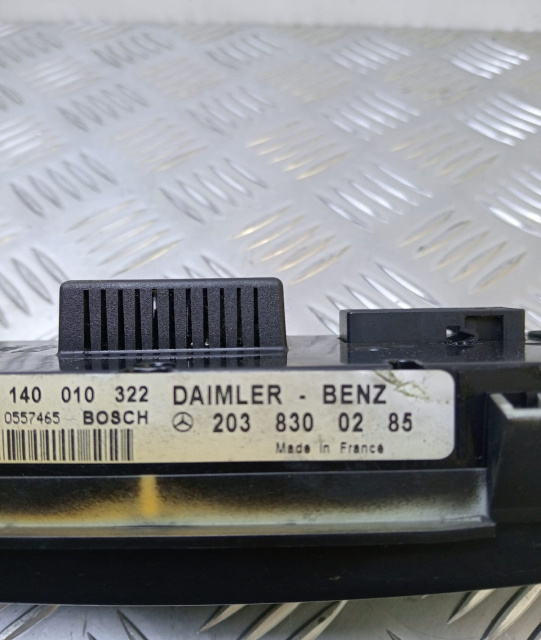 140 010 322 DAIMLER - BENZ
0557465 BOSCH 203 830 02 85
Made in France